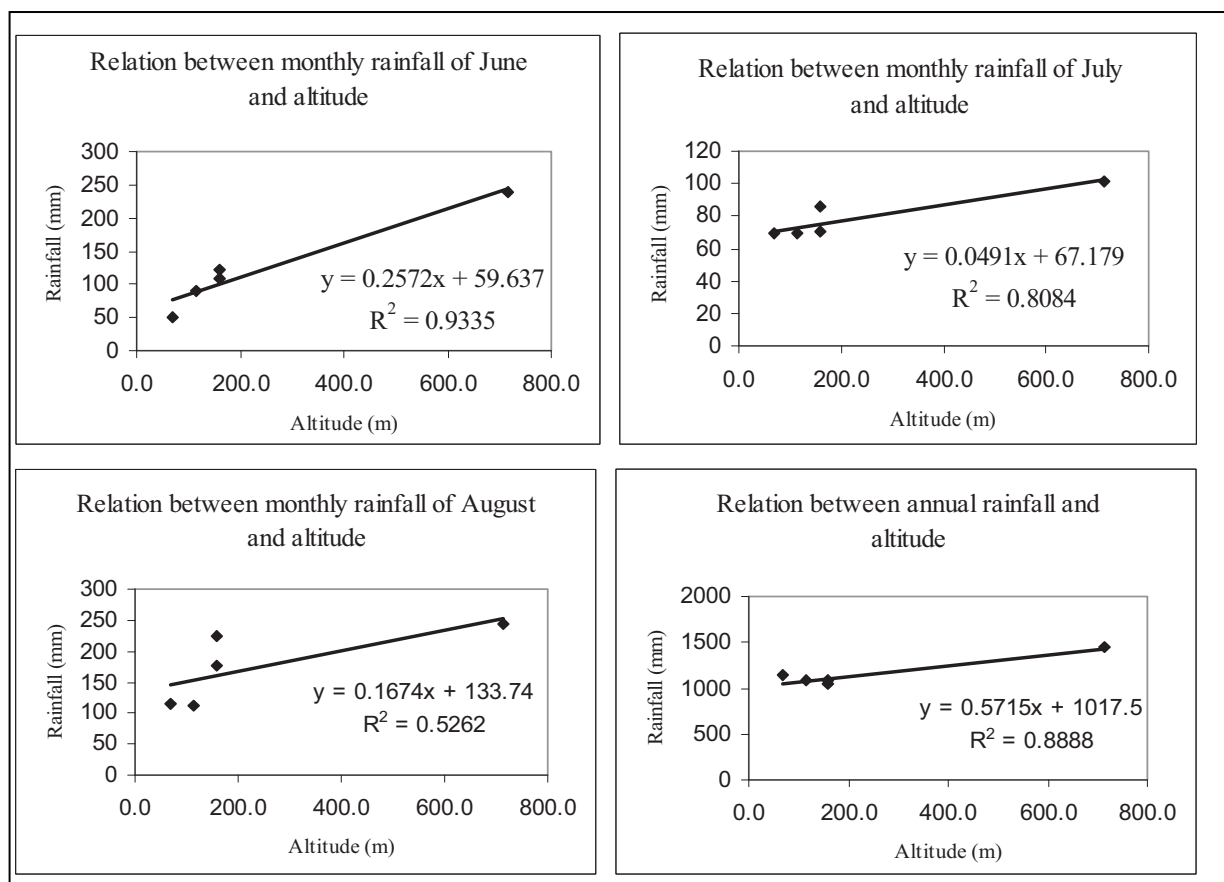 Relation between monthly rainfall of June
and altitude
300
250
200
150
100
50
0
Rainfall (mm)
y = 0.2572x + 59.637
R² = 0.9335
0.0 200.0 400.0 600.0 800.0
Altitude (m)
Relation between monthly rainfall of July
and altitude
120
100
80
60
40
20
0
Rainfall (mm)
y = 0.0491x + 67.179
R² = 0.8084
0.0 200.0 400.0 600.0 800.0
Altitude (m)
Relation between monthly rainfall of August
and altitude
300
250
200
150
100
50
0
Rainfall (mm)
y = 0.1674x + 133.74
R² = 0.5262
0.0 200.0 400.0 600.0 800.0
Altitude (m)
Relation between annual rainfall and
altitude
2000
1500
1000
500
0
Rainfall (mm)
y = 0.5715x + 1017.5
R² = 0.8888
0.0 200.0 400.0 600.0 800.0
Altitude (m)